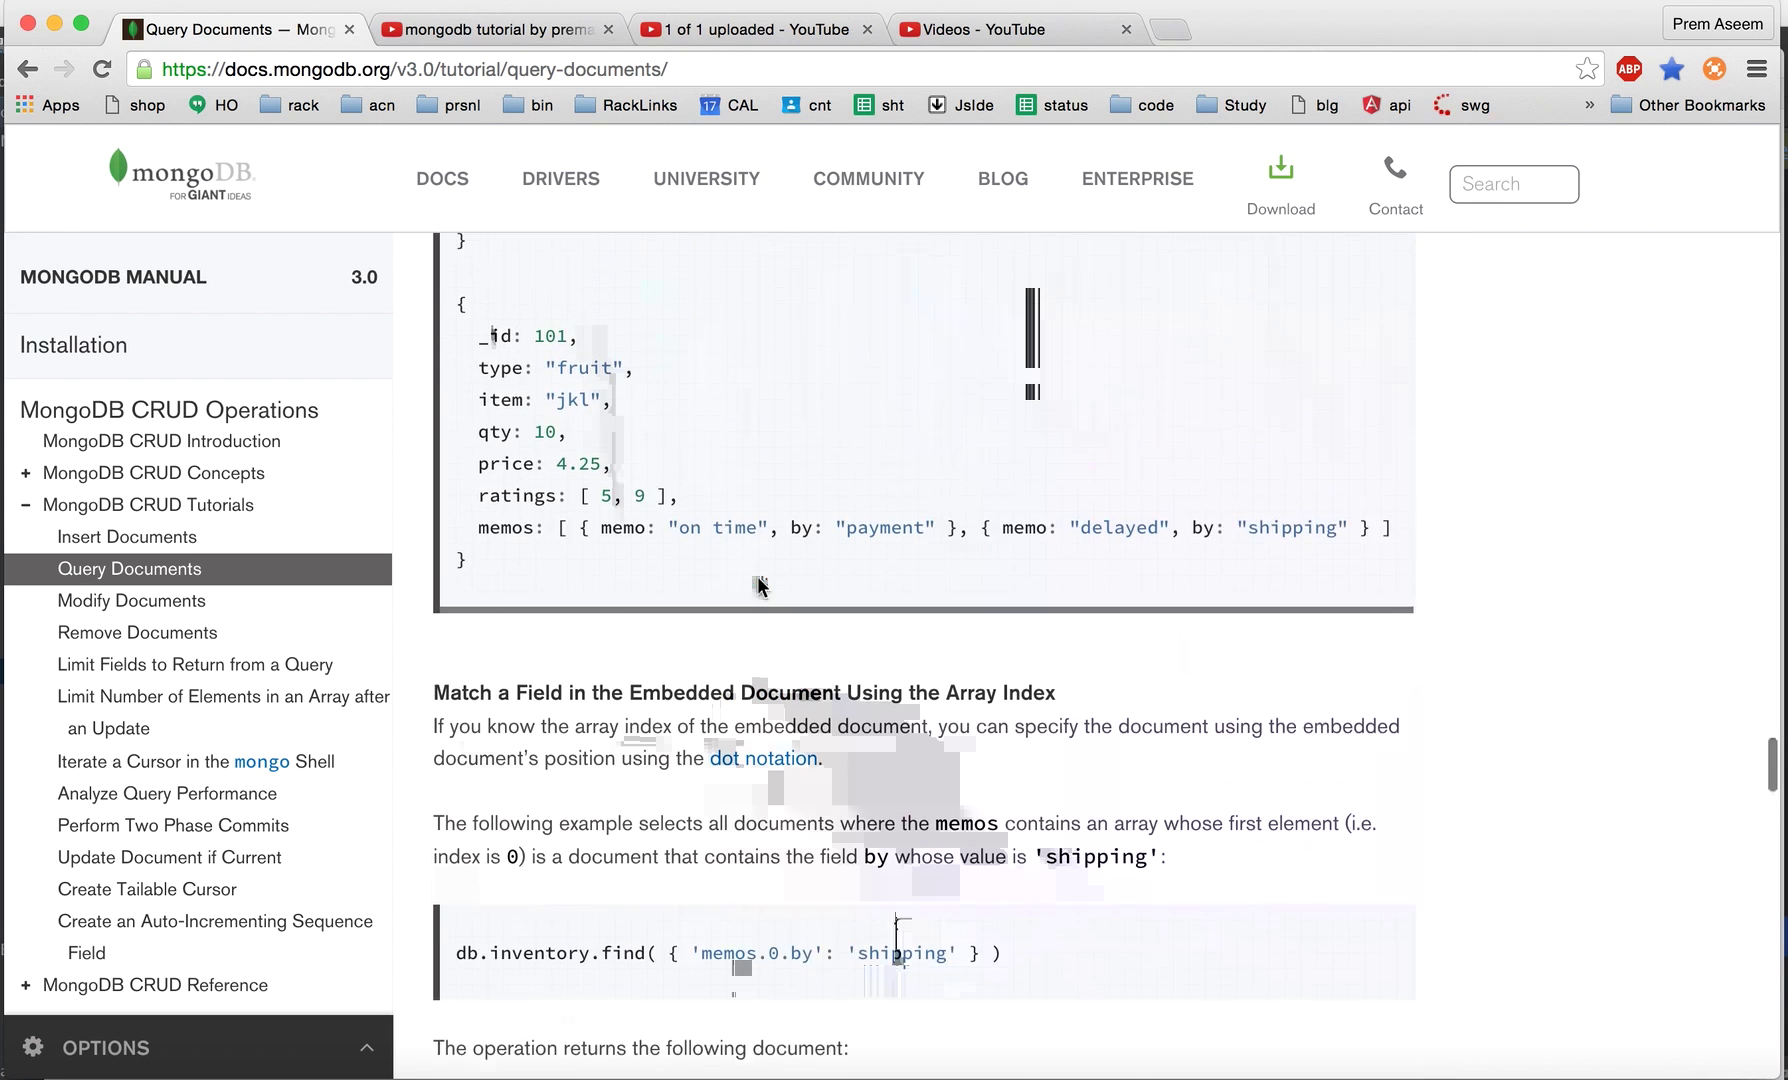 Query Documents — Mong
mongodb tutorial by prema
1 of 1 uploaded - YouTube
Videos - YouTube
Prem Aseem
https://docs.mongodb.org/v3.0/tutorial/query-documents/
ABP
Apps
shop
HO
rack
acn
prsnl
bin
RackLinks
17 CAL
cnt
sht
JsIde
status
code
Study
blg
api
swg
»
Other Bookmarks
mongoDB.
FOR GIANT IDEAS
DOCS
DRIVERS
UNIVERSITY
COMMUNITY
BLOG
ENTERPRISE
Download
Contact
Search
MONGODB MANUAL 3.0
Installation
MongoDB CRUD Operations
MongoDB CRUD Introduction
+ MongoDB CRUD Concepts
− MongoDB CRUD Tutorials
Insert Documents
Query Documents
Modify Documents
Remove Documents
Limit Fields to Return from a Query
Limit Number of Elements in an Array after
an Update
Iterate a Cursor in the mongo Shell
Analyze Query Performance
Perform Two Phase Commits
Update Document if Current
Create Tailable Cursor
Create an Auto-Incrementing Sequence
Field
+ MongoDB CRUD Reference
OPTIONS
}
{
_id: 101,
type: "fruit",
item: "jkl",
qty: 10,
price: 4.25,
ratings: [ 5, 9 ],
memos: [ { memo: "on time", by: "payment" }, { memo: "delayed", by: "shipping" } ]
}
Match a Field in the Embedded Document Using the Array Index
If you know the array index of the embedded document, you can specify the document using the embedded
document's position using the dot notation.
The following example selects all documents where the memos contains an array whose first element (i.e.
index is 0) is a document that contains the field by whose value is 'shipping':
db.inventory.find( { 'memos.0.by': 'shipping' } )
The operation returns the following document: